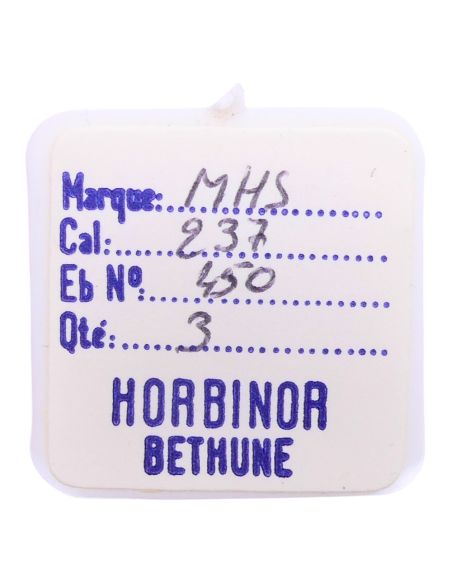 Marque: MHS
Cal: 237
Eb Nº: 450
Qté: 3
HORBINOR
BETHUNE